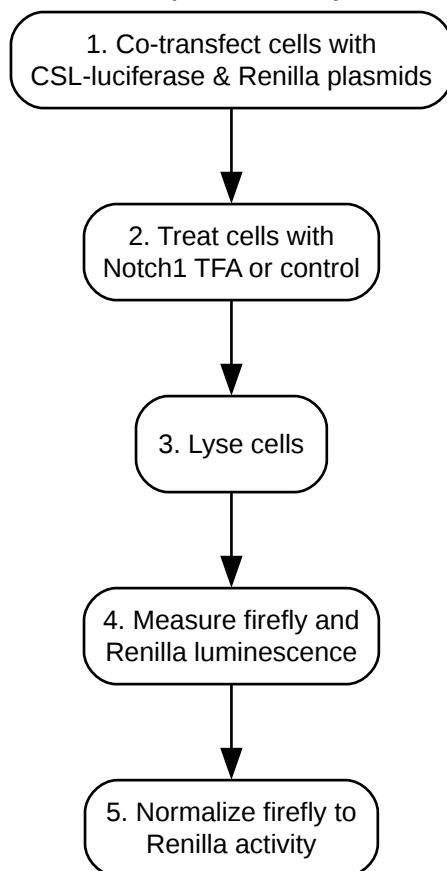 1. Co-transfect cells with
CSL-luciferase & Renilla plasmids
2. Treat cells with
Notch1 TFA or control
3. Lyse cells
4. Measure firefly and
Renilla luminescence
5. Normalize firefly to
Renilla activity